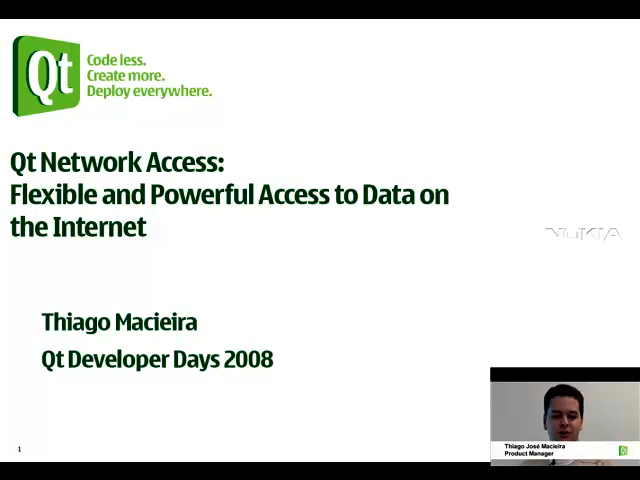 Qt
Code less.
Create more.
Deploy everywhere.
Qt Network Access:
Flexible and Powerful Access to Data on
the Internet
NOKIA
Thiago Macieira
Qt Developer Days 2008
1
Thiago José Macieira
Product Manager
Qt